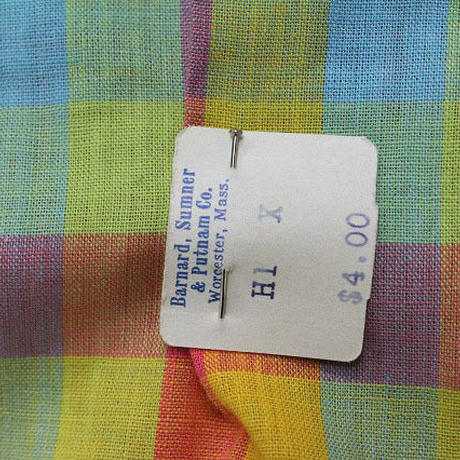 Barnard, Sumner
& Putnam Co.
Worcester, Mass.
H1 X
$4.00